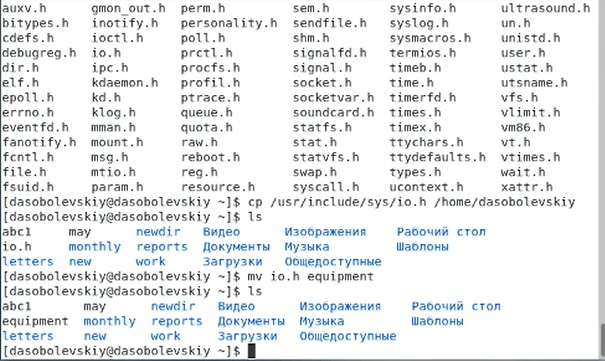 auxv.h gmon_out.h perm.h sem.h sysinfo.h ultrasound.h
bitypes.h inotify.h personality.h sendfile.h syslog.h un.h
cdefs.h ioctl.h poll.h shm.h sysmacros.h unistd.h
debugreg.h io.h prctl.h signalfd.h termios.h user.h
dir.h ipc.h procfs.h signal.h timeb.h ustat.h
elf.h kdaemon.h profil.h socket.h time.h utsname.h
epoll.h kd.h ptrace.h socketvar.h timerfd.h vfs.h
errno.h klog.h queue.h soundcard.h times.h vlimit.h
eventfd.h mman.h quota.h statfs.h timex.h vm86.h
fanotify.h mount.h raw.h stat.h ttychars.h vt.h
fcntl.h msg.h reboot.h statvfs.h ttydefaults.h vtimes.h
file.h mtio.h reg.h swap.h types.h wait.h
fsuid.h param.h resource.h syscall.h ucontext.h xattr.h
[dasobolevskiy@dasobolevskiy ~]$ cp /usr/include/sys/io.h /home/dasobolevskiy
[dasobolevskiy@dasobolevskiy ~]$ ls
abc1 may newdir Видео Изображения Рабочий стол
io.h monthly reports Документы Музыка Шаблоны
letters new work Загрузки Общедоступные
[dasobolevskiy@dasobolevskiy ~]$ mv io.h equipment
[dasobolevskiy@dasobolevskiy ~]$ ls
abc1 may newdir Видео Изображения Рабочий стол
equipment monthly reports Документы Музыка Шаблоны
letters new work Загрузки Общедоступные
[dasobolevskiy@dasobolevskiy ~]$